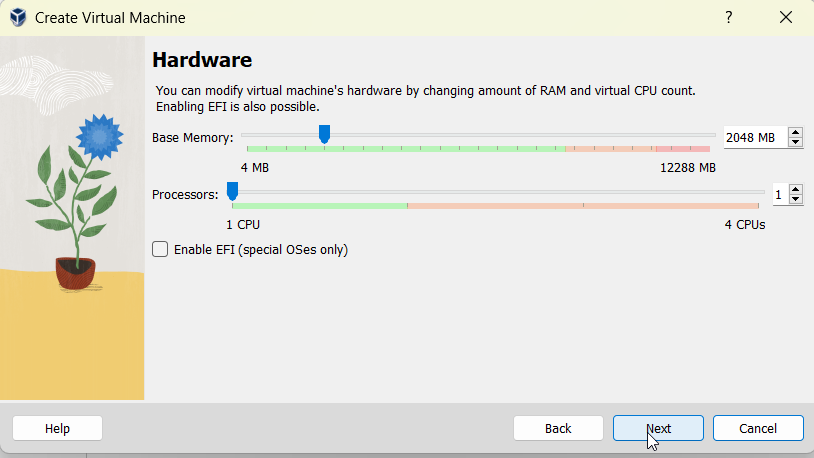 Create Virtual Machine
?
Hardware
You can modify virtual machine's hardware by changing amount of RAM and virtual CPU count.
Enabling EFI is also possible.
Base Memory:
2048 MB
4 MB
12288 MB
Processors:
1
1 CPU
4 CPUs
Enable EFI (special OSes only)
Help
Back
Next
Cancel